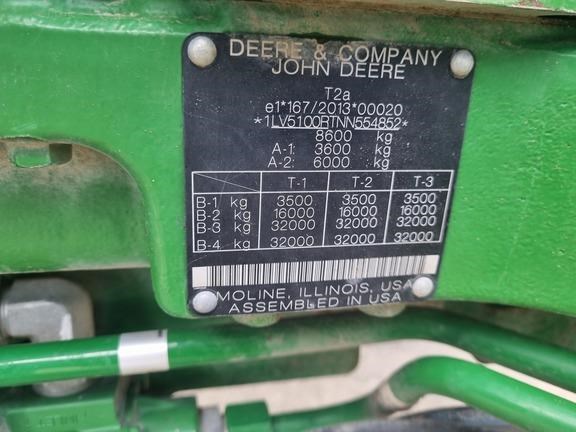 DEERE & COMPANY
JOHN DEERE
T2a
e1*167/2013*00020
*1LV5100RTNN554852*
8600 kg
A-1: 3600 kg
A-2: 6000 kg
T-1 T-2 T-3
B-1 kg 3500 3500 3500
B-2 kg 16000 16000 16000
B-3 kg 32000 32000 32000
B-4 kg 32000 32000 32000
MOLINE, ILLINOIS, USA
ASSEMBLED IN USA